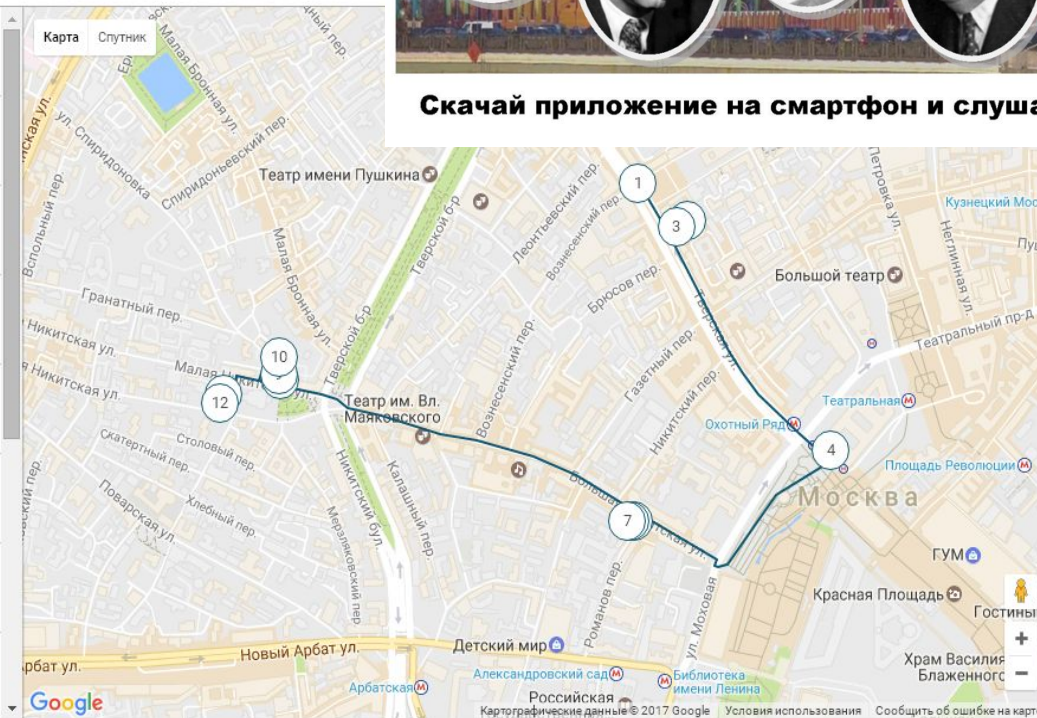 Карта
Спутник
Скачай приложение на смартфон и слуша
Малая Бронная ул.
ул. Спиридоновка
Спиридоньевский пер.
Театр имени Пушкина
Тверской б-р
Леонтьевский пер.
Вознесенский пер.
Брюсов пер.
1
3
Петровка ул.
Кузнецкий Мос
Неглинная ул.
Большой театр
Театральный пр-д
Вспольный пер.
Гранатный пер.
Малая Бронная ул.
Тверской б-р
Тверская ул.
Газетный пер.
Никитский пер.
Вознесенский пер.
Никитская ул.
Никитская ул.
10
12
Театр им. Вл.
Маяковского
Театральная
Охотный Ряд
4
Площадь Революции
Москва
Скатертный пер.
Столовый пер.
Хлебный пер.
Поварская ул.
Никитский бул.
Калашный пер.
Мерзляковский пер
7
Романов пер.
ул. Моховая
ГУМ
Красная Площадь
Гостины
Храм Василия
Блаженного
Детский мир
Новый Арбат ул.
рбат ул.
Арбатская
Александровский сад
Библиотека
имени Ленина
Российская
Google
Картографические данные © 2017 Google
Условия использования
Сообщить об ошибке на карт